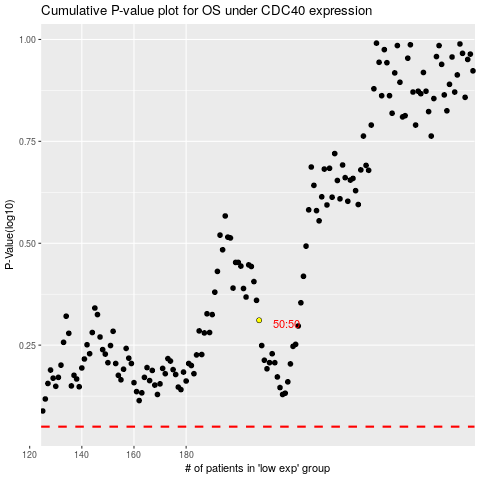 Cumulative P-value plot for OS under CDC40 expression
P-Value(log10)
1.00
0.75
0.50
0.25
50:50
120 140 160 180
# of patients in 'low exp' group